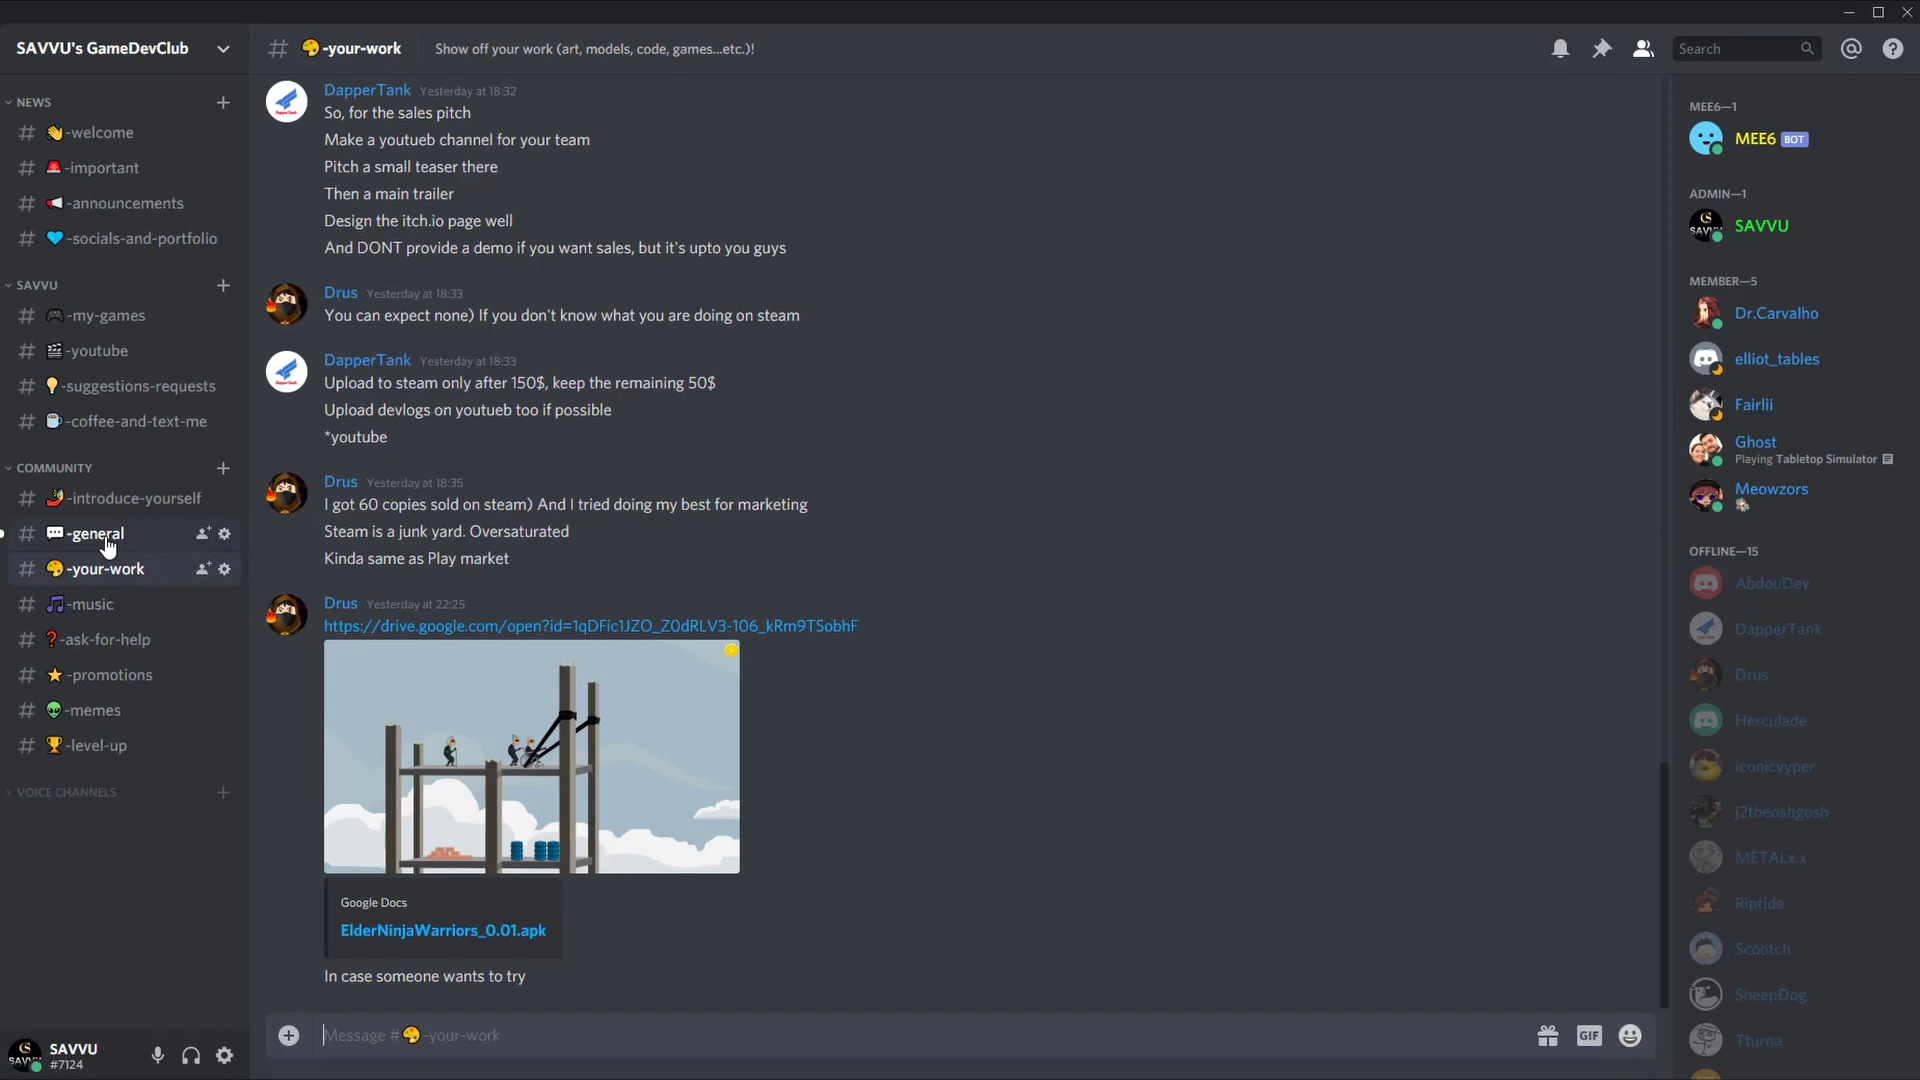 SAVVU's GameDevClub
NEWS
# 👋-welcome
# 🚨-important
# 📢-announcements
# 💙-socials-and-portfolio
SAVVU
# 🎮-my-games
# 🎬-youtube
# 💡-suggestions-requests
# ☕-coffee-and-text-me
COMMUNITY
# 🤳-introduce-yourself
# 💬-general
# 🎨-your-work
# 🎵-music
# ❓-ask-for-help
# ⭐-promotions
# 👽-memes
# 🏆-level-up
VOICE CHANNELS
SAVVU
#7124
# 🎨-your-work
Show off your work (art, models, code, games...etc.)!
Search
DapperTank Yesterday at 18:32
So, for the sales pitch
Make a youtueb channel for your team
Pitch a small teaser there
Then a main trailer
Design the itch.io page well
And DONT provide a demo if you want sales, but it's upto you guys
Drus Yesterday at 18:33
You can expect none) If you don't know what you are doing on steam
DapperTank Yesterday at 18:33
Upload to steam only after 150$, keep the remaining 50$
Upload devlogs on youtueb too if possible
*youtube
Drus Yesterday at 18:35
I got 60 copies sold on steam) And I tried doing my best for marketing
Steam is a junk yard. Oversaturated
Kinda same as Play market
Drus Yesterday at 22:25
https://drive.google.com/open?id=1qDFic1JZO_Z0dRLV3-106_kRm9TSobhF
Google Docs
ElderNinjaWarriors_0.01.apk
In case someone wants to try
Message #🎨-your-work
GIF
MEE6—1
MEE6 BOT
ADMIN—1
SAVVU
MEMBER—5
Dr.Carvalho
elliot_tables
Fairlii
Ghost
Playing Tabletop Simulator
Meowzors
OFFLINE—15
AbdouDev
DapperTank
Drus
Herculade
iconicvyper
j2theoshgosh
METALx.x
Riptide
Scootch
SheepDog
Tturna